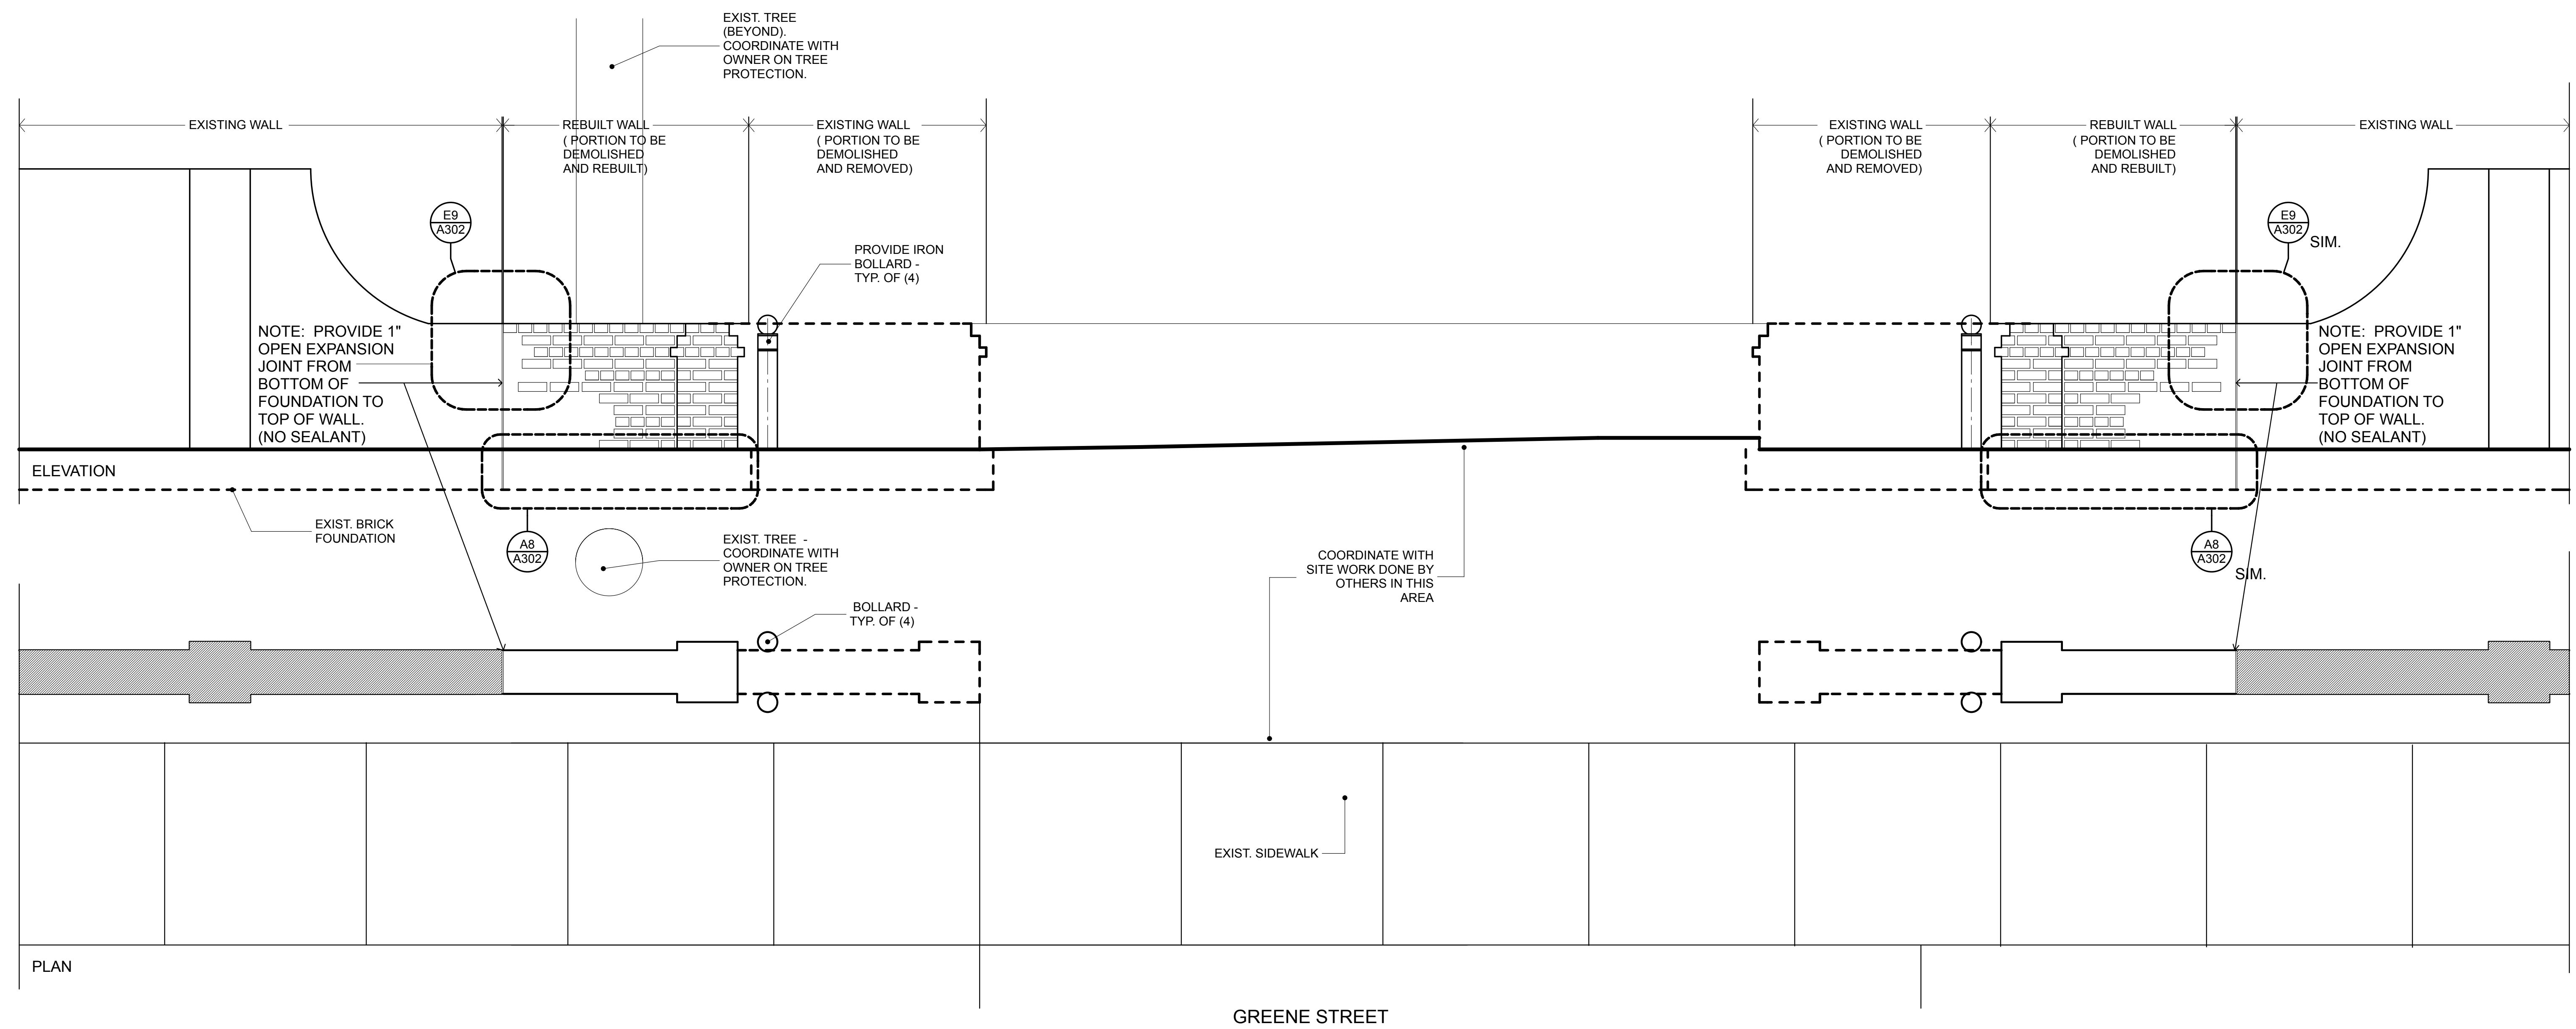 EXIST. TREE
(BEYOND).
COORDINATE WITH
OWNER ON TREE
PROTECTION.
EXISTING WALL
REBUILT WALL
( PORTION TO BE
DEMOLISHED
AND REBUILT)
EXISTING WALL
( PORTION TO BE
DEMOLISHED
AND REMOVED)
EXISTING WALL
( PORTION TO BE
DEMOLISHED
AND REMOVED)
REBUILT WALL
( PORTION TO BE
DEMOLISHED
AND REBUILT)
EXISTING WALL
E9
A302
PROVIDE IRON
BOLLARD -
TYP. OF (4)
E9
A302
SIM.
NOTE: PROVIDE 1"
OPEN EXPANSION
JOINT FROM
BOTTOM OF
FOUNDATION TO
TOP OF WALL.
(NO SEALANT)
NOTE: PROVIDE 1"
OPEN EXPANSION
JOINT FROM
BOTTOM OF
FOUNDATION TO
TOP OF WALL.
(NO SEALANT)
ELEVATION
EXIST. BRICK
FOUNDATION
A8
A302
EXIST. TREE -
COORDINATE WITH
OWNER ON TREE
PROTECTION.
COORDINATE WITH
SITE WORK DONE BY
OTHERS IN THIS
AREA
A8
A302
SIM.
BOLLARD -
TYP. OF (4)
EXIST. SIDEWALK
PLAN
GREENE STREET